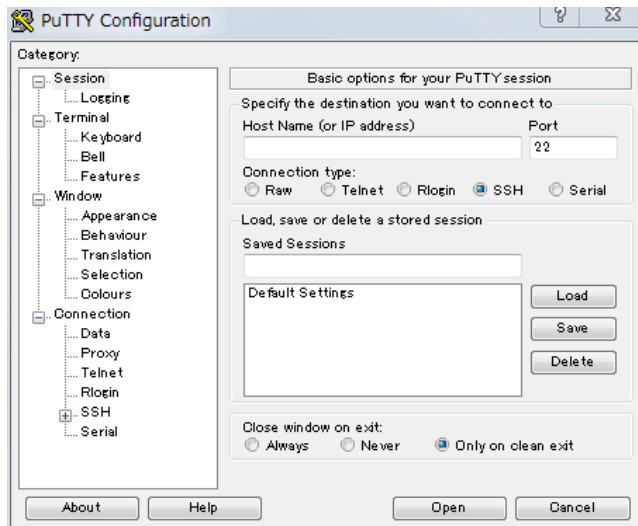 PuTTY Configuration
Category:
Session
Logging
Terminal
Keyboard
Bell
Features
Window
Appearance
Behaviour
Translation
Selection
Colours
Connection
Data
Proxy
Telnet
Rlogin
SSH
Serial
Basic options for your PuTTY session
Specify the destination you want to connect to
Host Name (or IP address) Port
22
Connection type:
Raw Telnet Rlogin SSH Serial
Load, save or delete a stored session
Saved Sessions
Default Settings
Load
Save
Delete
Close window on exit:
Always Never Only on clean exit
About Help Open Cancel